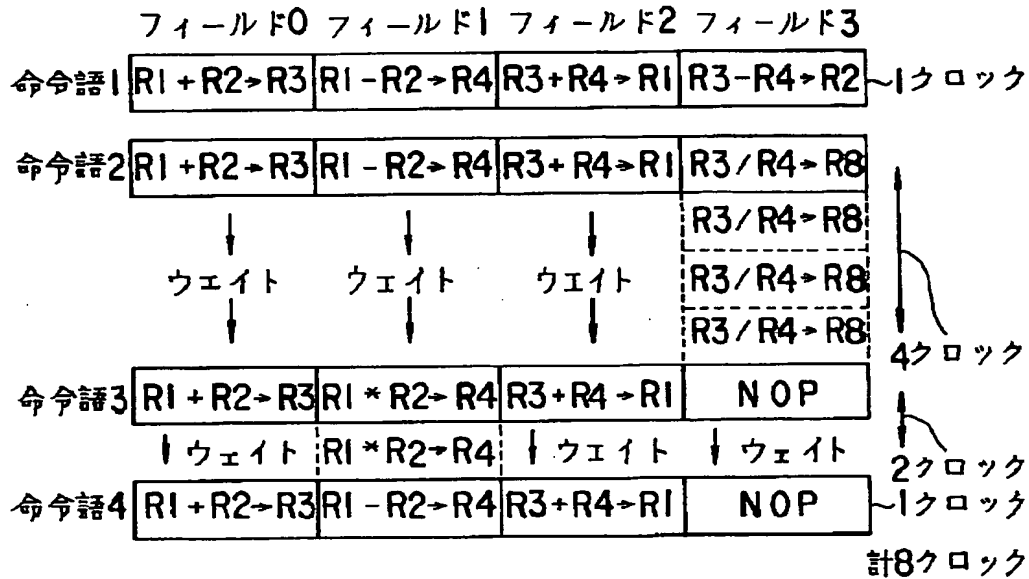 フィールド0 フィールド1 フィールド2 フィールド3
命令語1 R1+R2→R3 R1-R2→R4 R3+R4→R1 R3-R4→R2 ~1クロック
命令語2 R1+R2→R3 R1-R2→R4 R3+R4→R1 R3/R4→R8
R3/R4→R8
ウェイト ウェイト ウエイト R3/R4→R8
R3/R4→R8
4クロック
命令語3 R1+R2→R3 R1*R2→R4 R3+R4→R1 NOP
ウェイト R1*R2→R4 ウエイト ウェイト
2クロック
命令語4 R1+R2→R3 R1-R2→R4 R3+R4→R1 NOP ~1クロック
計8クロック